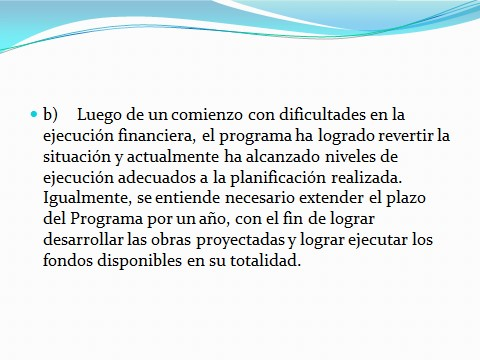 b) Luego de un comienzo con dificultades en la
ejecución financiera, el programa ha logrado revertir la
situación y actualmente ha alcanzado niveles de
ejecución adecuados a la planificación realizada.
Igualmente, se entiende necesario extender el plazo
del Programa por un año, con el fin de lograr
desarrollar las obras proyectadas y lograr ejecutar los
fondos disponibles en su totalidad.